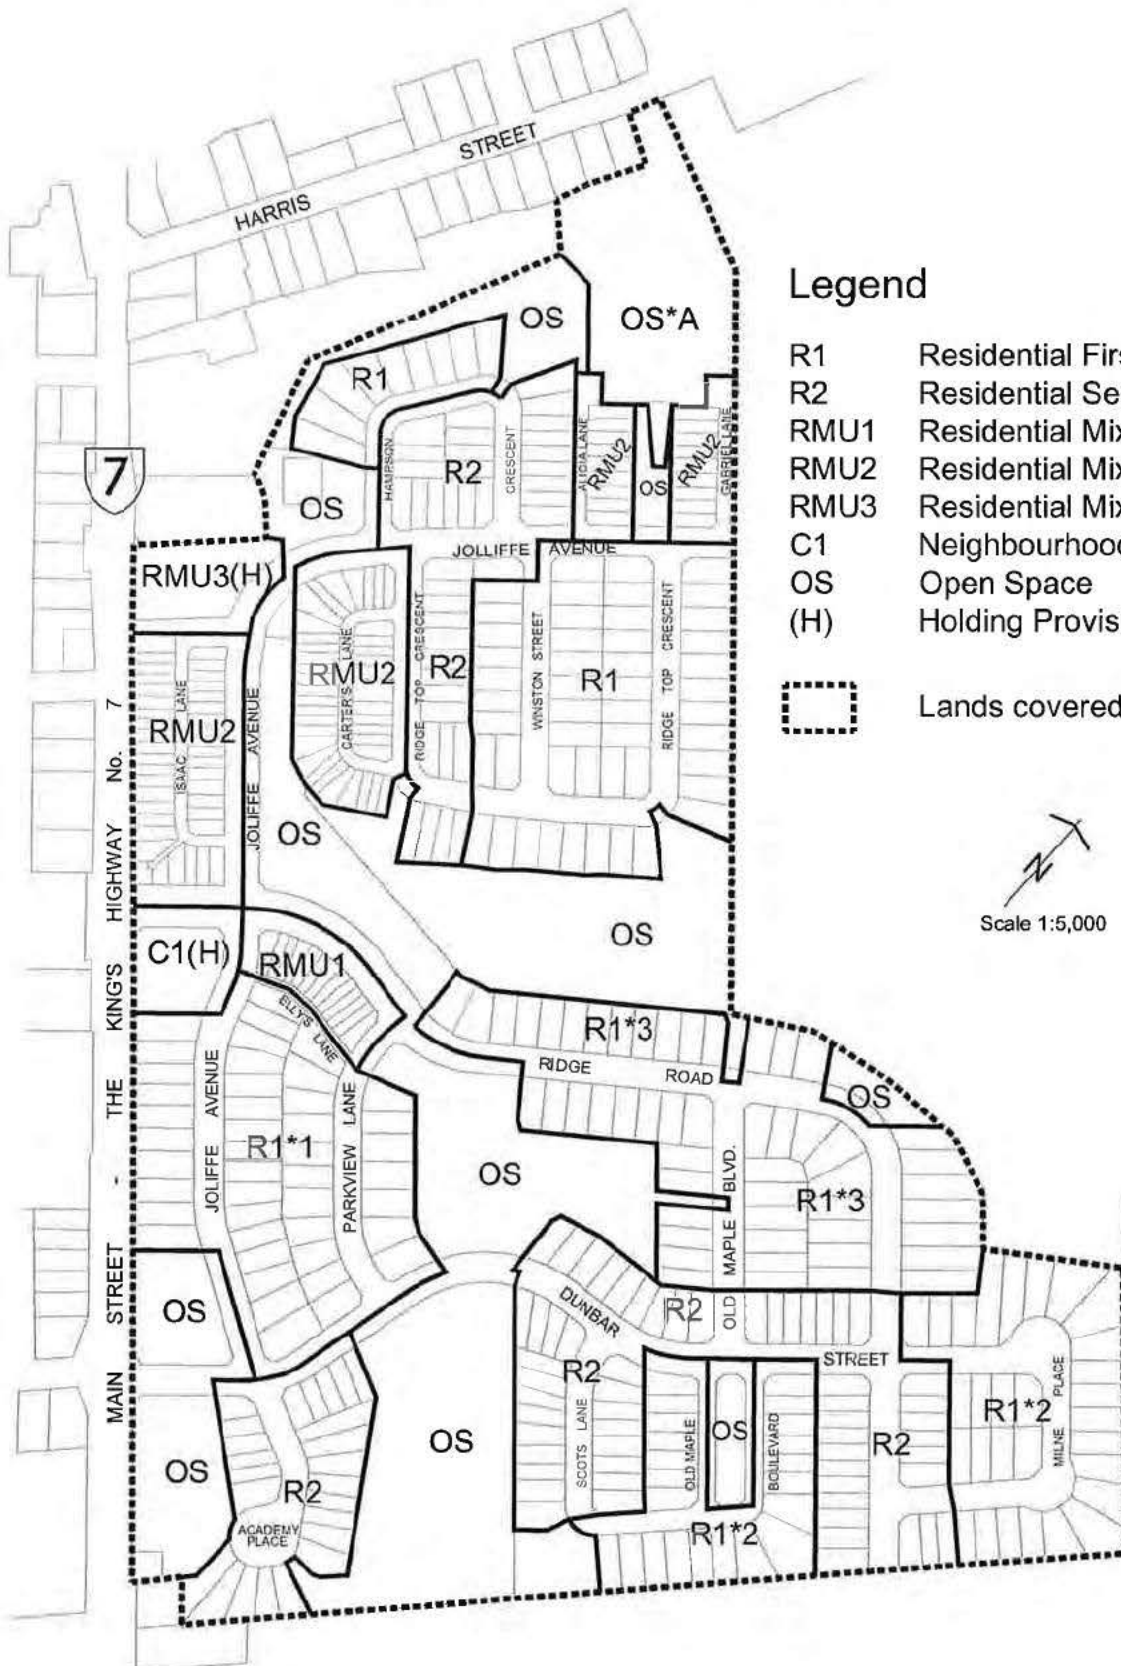 HARRIS STREET
Legend
R1 Residential Firs
R2 Residential Se
RMU1 Residential Mix
RMU2 Residential Mix
RMU3 Residential Mix
C1 Neighbourhood
OS Open Space
(H) Holding Provis
Lands covered
N
Scale 1:5,000
7
OS
OS*A
R1
HAMPSON
R2
CRESCENT
ALICIA LANE
RMU2
OS
RMU2
GABRIEL LANE
OS
JOLLIFFE AVENUE
RMU3(H)
RMU2
ISAAC LANE
JOLIFFE AVENUE
RMU2
CARTER'S LANE
RIDGE TOP CRESCENT
R2
WINSTON STREET
R1
RIDGE TOP CRESCENT
OS
OS
C1(H)
RMU1
ELLY'S LANE
R1*3
RIDGE ROAD
OS
JOLIFFE AVENUE
R1*1
PARKVIEW LANE
OS
OLD MAPLE BLVD.
R1*3
OS
DUNBAR STREET
R2
R2
SCOTS LANE
OLD MAPLE
OS
BOULEVARD
R2
R1*2
MILNE PLACE
OS
OS
R2
ACADEMY
PLACE
R1*2
MAIN STREET - THE KING'S HIGHWAY No. 7